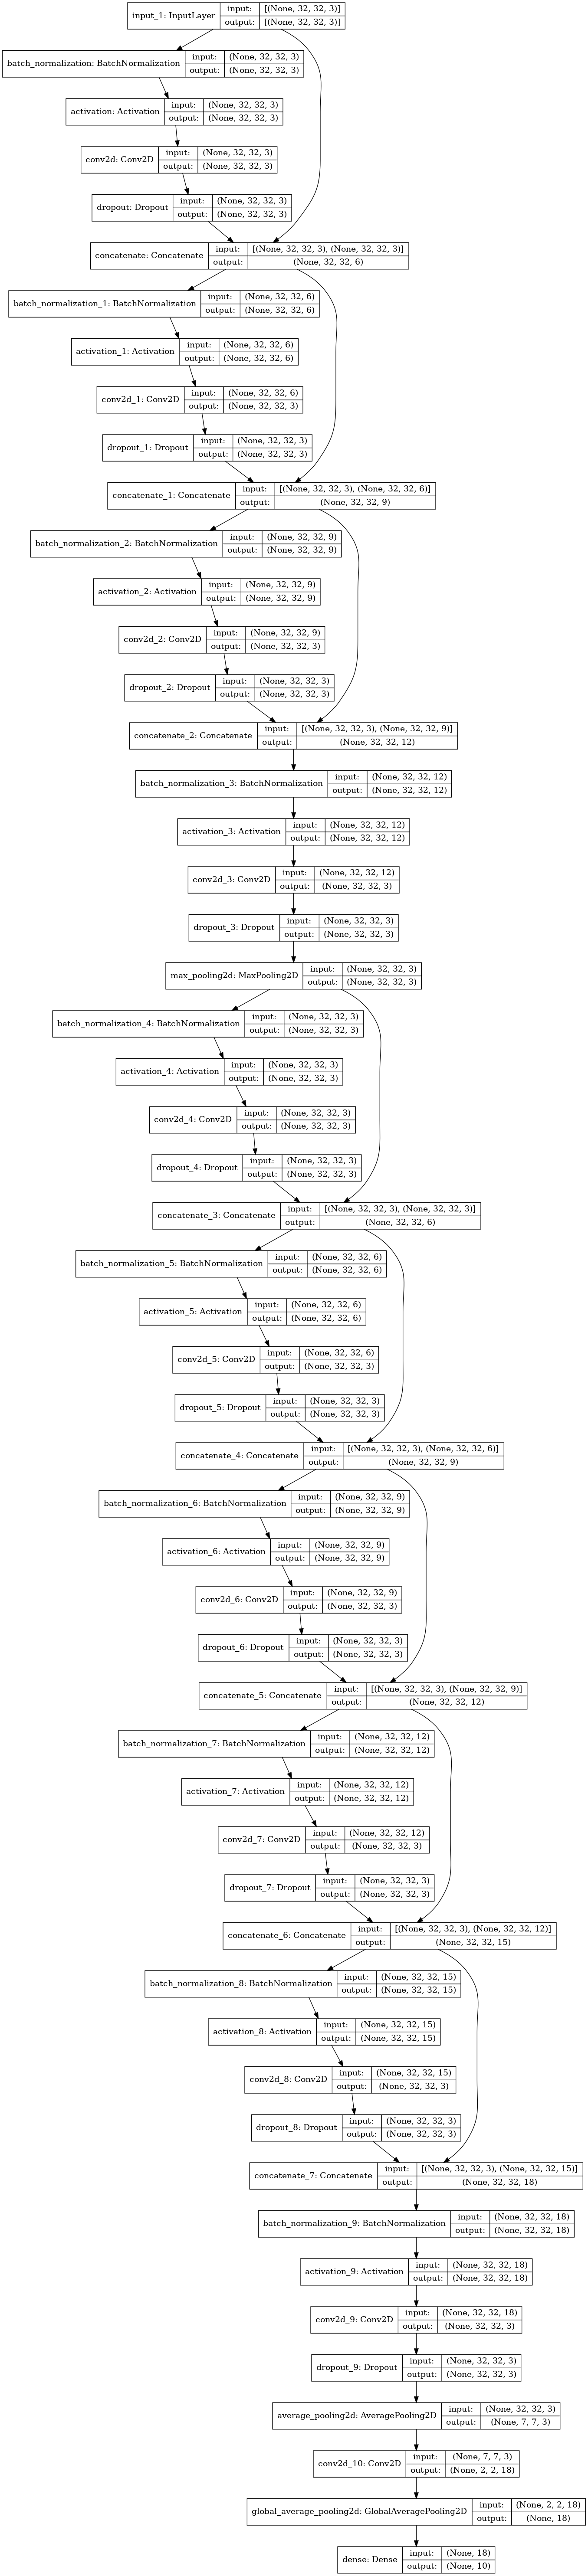 input_1: InputLayer
input: [(None, 32, 32, 3)]
output: [(None, 32, 32, 3)]
batch_normalization: BatchNormalization
input: (None, 32, 32, 3)
output: (None, 32, 32, 3)
activation: Activation
input: (None, 32, 32, 3)
output: (None, 32, 32, 3)
conv2d: Conv2D
input: (None, 32, 32, 3)
output: (None, 32, 32, 3)
dropout: Dropout
input: (None, 32, 32, 3)
output: (None, 32, 32, 3)
concatenate: Concatenate
input: [(None, 32, 32, 3), (None, 32, 32, 3)]
output: (None, 32, 32, 6)
batch_normalization_1: BatchNormalization
input: (None, 32, 32, 6)
output: (None, 32, 32, 6)
activation_1: Activation
input: (None, 32, 32, 6)
output: (None, 32, 32, 6)
conv2d_1: Conv2D
input: (None, 32, 32, 6)
output: (None, 32, 32, 3)
dropout_1: Dropout
input: (None, 32, 32, 3)
output: (None, 32, 32, 3)
concatenate_1: Concatenate
input: [(None, 32, 32, 3), (None, 32, 32, 6)]
output: (None, 32, 32, 9)
batch_normalization_2: BatchNormalization
input: (None, 32, 32, 9)
output: (None, 32, 32, 9)
activation_2: Activation
input: (None, 32, 32, 9)
output: (None, 32, 32, 9)
conv2d_2: Conv2D
input: (None, 32, 32, 9)
output: (None, 32, 32, 3)
dropout_2: Dropout
input: (None, 32, 32, 3)
output: (None, 32, 32, 3)
concatenate_2: Concatenate
input: [(None, 32, 32, 3), (None, 32, 32, 9)]
output: (None, 32, 32, 12)
batch_normalization_3: BatchNormalization
input: (None, 32, 32, 12)
output: (None, 32, 32, 12)
activation_3: Activation
input: (None, 32, 32, 12)
output: (None, 32, 32, 12)
conv2d_3: Conv2D
input: (None, 32, 32, 12)
output: (None, 32, 32, 3)
dropout_3: Dropout
input: (None, 32, 32, 3)
output: (None, 32, 32, 3)
max_pooling2d: MaxPooling2D
input: (None, 32, 32, 3)
output: (None, 32, 32, 3)
batch_normalization_4: BatchNormalization
input: (None, 32, 32, 3)
output: (None, 32, 32, 3)
activation_4: Activation
input: (None, 32, 32, 3)
output: (None, 32, 32, 3)
conv2d_4: Conv2D
input: (None, 32, 32, 3)
output: (None, 32, 32, 3)
dropout_4: Dropout
input: (None, 32, 32, 3)
output: (None, 32, 32, 3)
concatenate_3: Concatenate
input: [(None, 32, 32, 3), (None, 32, 32, 3)]
output: (None, 32, 32, 6)
batch_normalization_5: BatchNormalization
input: (None, 32, 32, 6)
output: (None, 32, 32, 6)
activation_5: Activation
input: (None, 32, 32, 6)
output: (None, 32, 32, 6)
conv2d_5: Conv2D
input: (None, 32, 32, 6)
output: (None, 32, 32, 3)
dropout_5: Dropout
input: (None, 32, 32, 3)
output: (None, 32, 32, 3)
concatenate_4: Concatenate
input: [(None, 32, 32, 3), (None, 32, 32, 6)]
output: (None, 32, 32, 9)
batch_normalization_6: BatchNormalization
input: (None, 32, 32, 9)
output: (None, 32, 32, 9)
activation_6: Activation
input: (None, 32, 32, 9)
output: (None, 32, 32, 9)
conv2d_6: Conv2D
input: (None, 32, 32, 9)
output: (None, 32, 32, 3)
dropout_6: Dropout
input: (None, 32, 32, 3)
output: (None, 32, 32, 3)
concatenate_5: Concatenate
input: [(None, 32, 32, 3), (None, 32, 32, 9)]
output: (None, 32, 32, 12)
batch_normalization_7: BatchNormalization
input: (None, 32, 32, 12)
output: (None, 32, 32, 12)
activation_7: Activation
input: (None, 32, 32, 12)
output: (None, 32, 32, 12)
conv2d_7: Conv2D
input: (None, 32, 32, 12)
output: (None, 32, 32, 3)
dropout_7: Dropout
input: (None, 32, 32, 3)
output: (None, 32, 32, 3)
concatenate_6: Concatenate
input: [(None, 32, 32, 3), (None, 32, 32, 12)]
output: (None, 32, 32, 15)
batch_normalization_8: BatchNormalization
input: (None, 32, 32, 15)
output: (None, 32, 32, 15)
activation_8: Activation
input: (None, 32, 32, 15)
output: (None, 32, 32, 15)
conv2d_8: Conv2D
input: (None, 32, 32, 15)
output: (None, 32, 32, 3)
dropout_8: Dropout
input: (None, 32, 32, 3)
output: (None, 32, 32, 3)
concatenate_7: Concatenate
input: [(None, 32, 32, 3), (None, 32, 32, 15)]
output: (None, 32, 32, 18)
batch_normalization_9: BatchNormalization
input: (None, 32, 32, 18)
output: (None, 32, 32, 18)
activation_9: Activation
input: (None, 32, 32, 18)
output: (None, 32, 32, 18)
conv2d_9: Conv2D
input: (None, 32, 32, 18)
output: (None, 32, 32, 3)
dropout_9: Dropout
input: (None, 32, 32, 3)
output: (None, 32, 32, 3)
average_pooling2d: AveragePooling2D
input: (None, 32, 32, 3)
output: (None, 7, 7, 3)
conv2d_10: Conv2D
input: (None, 7, 7, 3)
output: (None, 2, 2, 18)
global_average_pooling2d: GlobalAveragePooling2D
input: (None, 2, 2, 18)
output: (None, 18)
dense: Dense
input: (None, 18)
output: (None, 10)